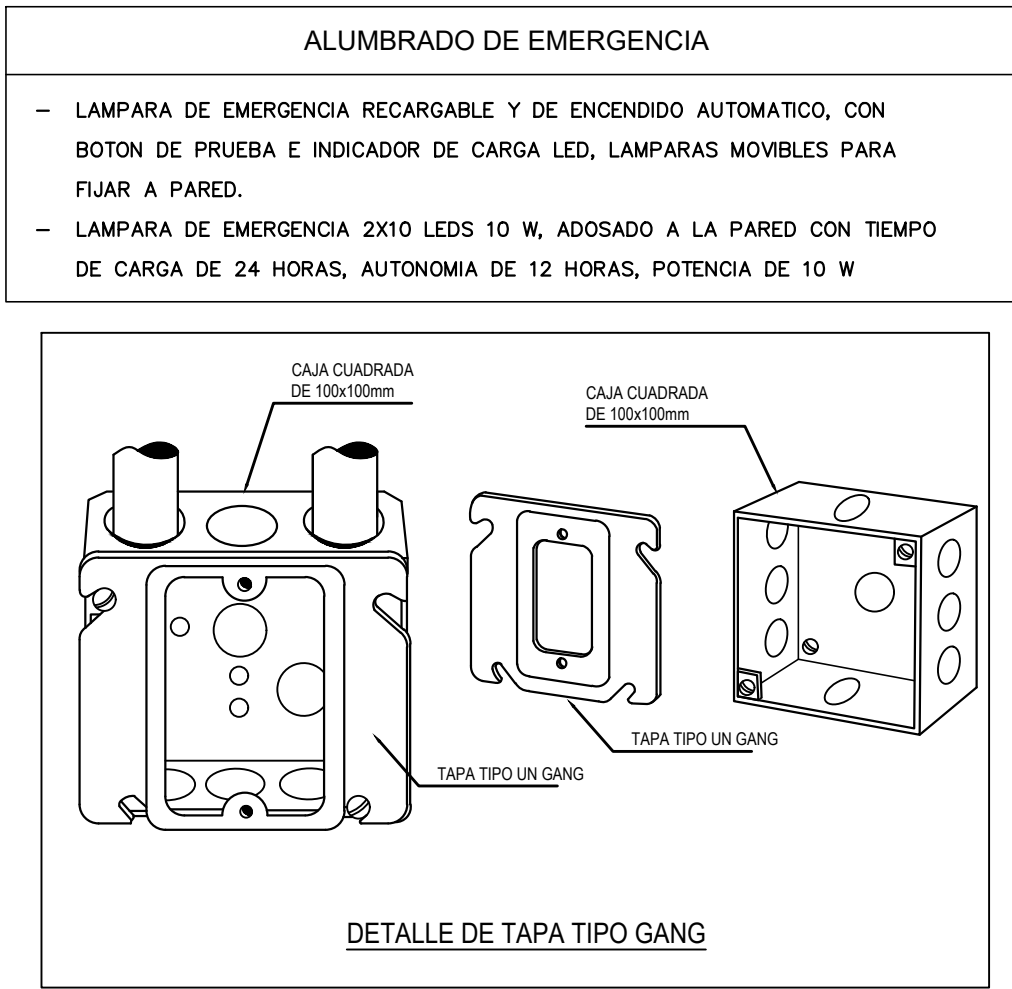 ALUMBRADO DE EMERGENCIA
– LAMPARA DE EMERGENCIA RECARGABLE Y DE ENCENDIDO AUTOMATICO, CON
BOTON DE PRUEBA E INDICADOR DE CARGA LED, LAMPARAS MOVIBLES PARA
FIJAR A PARED.
– LAMPARA DE EMERGENCIA 2X10 LEDS 10 W, ADOSADO A LA PARED CON TIEMPO
DE CARGA DE 24 HORAS, AUTONOMIA DE 12 HORAS, POTENCIA DE 10 W
CAJA CUADRADA
DE 100x100mm
CAJA CUADRADA
DE 100x100mm
TAPA TIPO UN GANG
TAPA TIPO UN GANG
DETALLE DE TAPA TIPO GANG